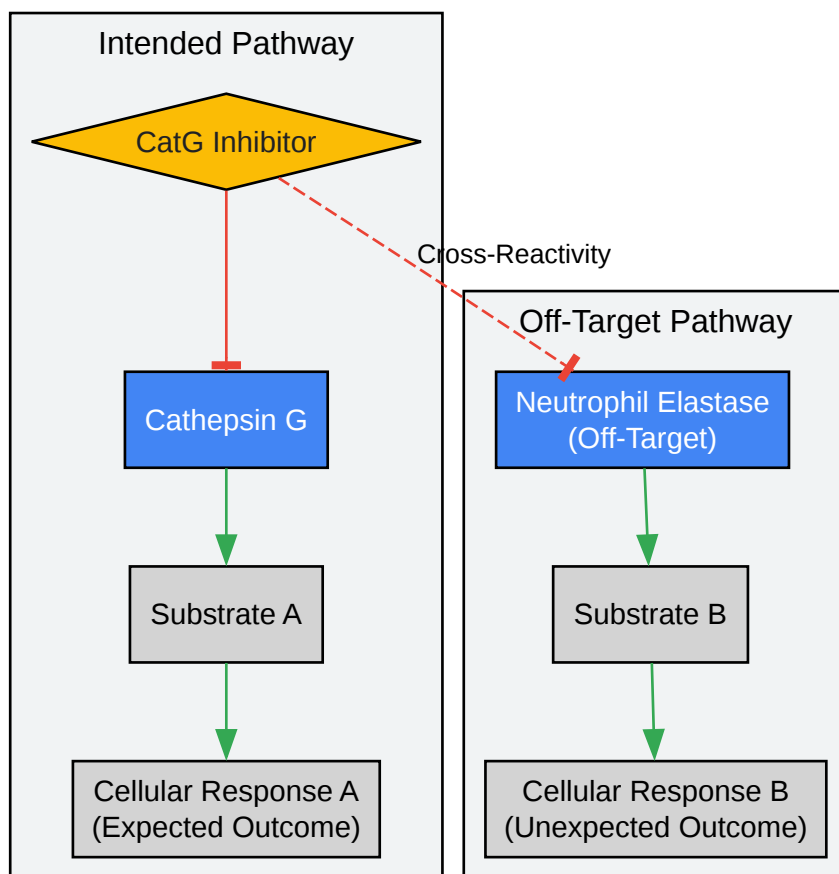 Intended Pathway
CatG Inhibitor
Cross-Reactivity
Off-Target Pathway
Cathepsin G
Neutrophil Elastase
(Off-Target)
Substrate A
Substrate B
Cellular Response A
(Expected Outcome)
Cellular Response B
(Unexpected Outcome)